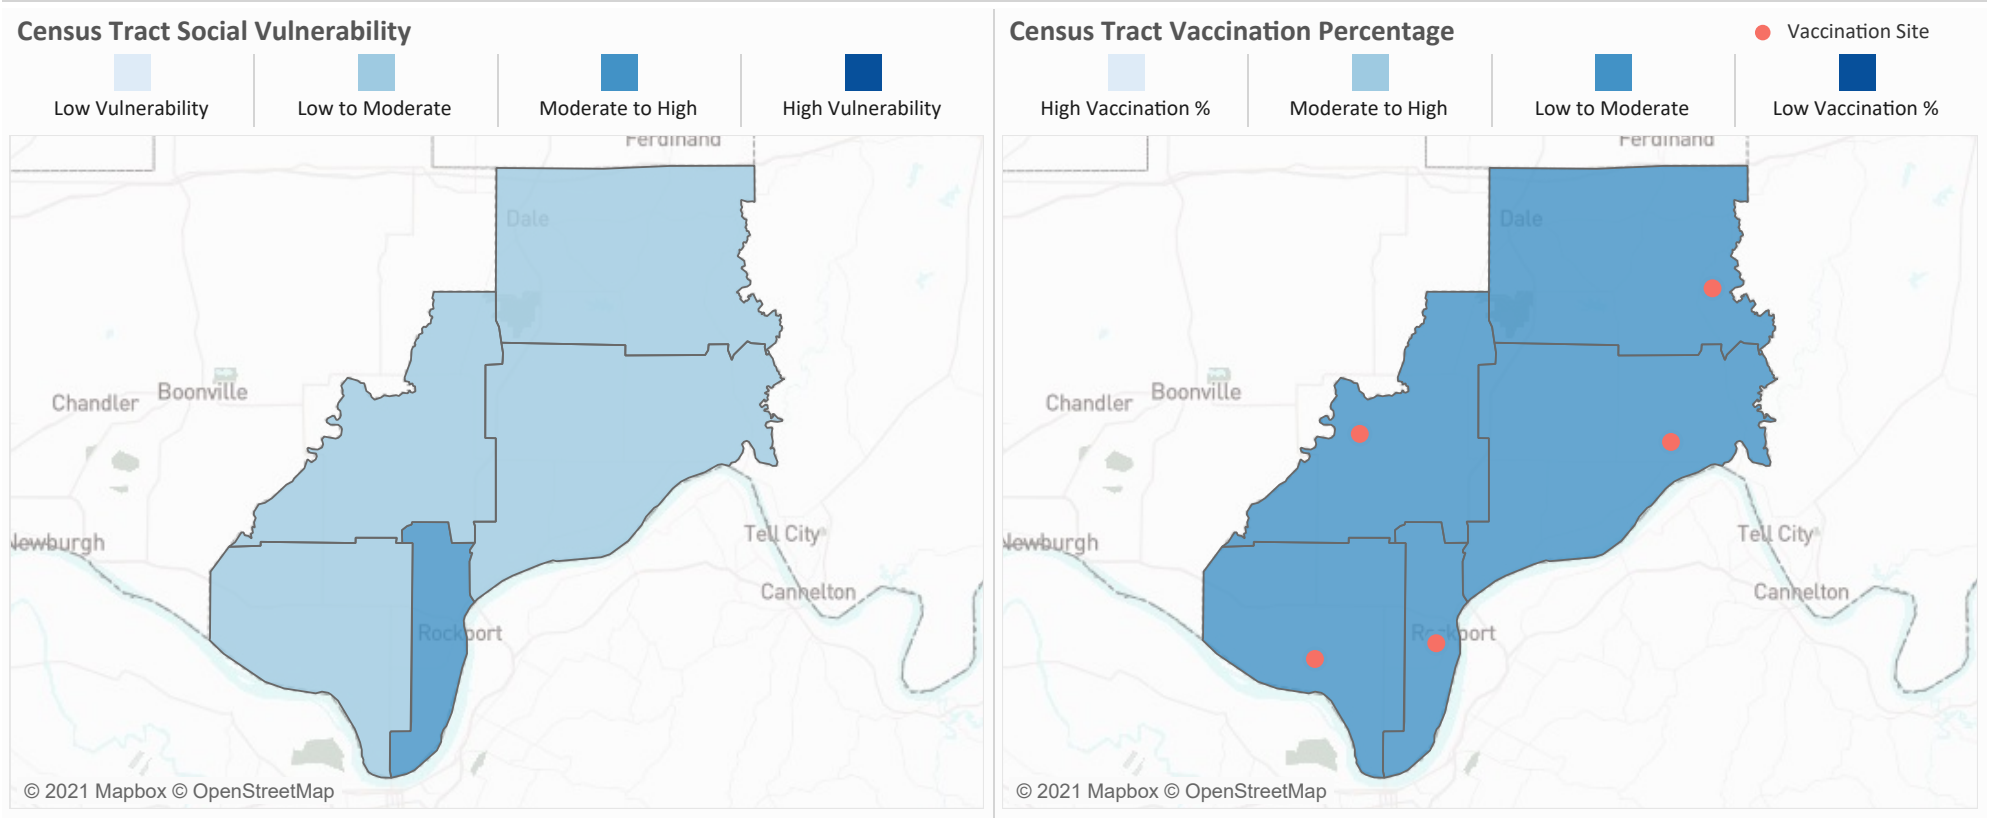 Census Tract Social Vulnerability
Low Vulnerability
Low to Moderate
Moderate to High
High Vulnerability
Ferdinand
Dale
Boonville
Chandler
Newburgh
Tell City
Cannelton
Rockport
© 2021 Mapbox © OpenStreetMap
Census Tract Vaccination Percentage
Vaccination Site
High Vaccination %
Moderate to High
Low to Moderate
Low Vaccination %
Ferdinand
Dale
Boonville
Chandler
Newburgh
Tell City
Cannelton
Rockport
© 2021 Mapbox © OpenStreetMap